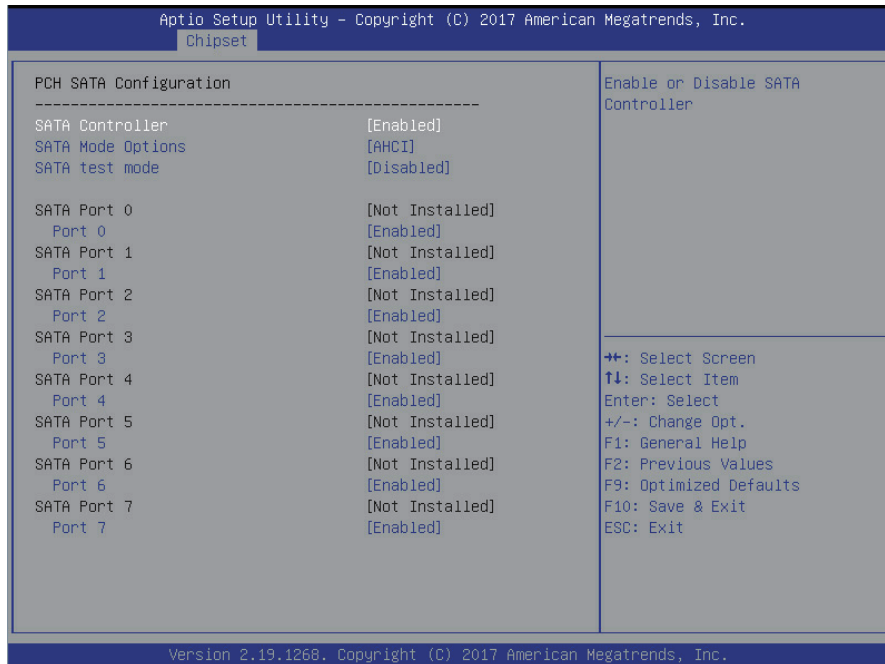 Aptio Setup Utility – Copyright (C) 2017 American Megatrends, Inc.
Chipset
PCH SATA Configuration
--------------------------------------------------
SATA Controller [Enabled]
SATA Mode Options [AHCI]
SATA test mode [Disabled]
SATA Port 0 [Not Installed]
Port 0 [Enabled]
SATA Port 1 [Not Installed]
Port 1 [Enabled]
SATA Port 2 [Not Installed]
Port 2 [Enabled]
SATA Port 3 [Not Installed]
Port 3 [Enabled]
SATA Port 4 [Not Installed]
Port 4 [Enabled]
SATA Port 5 [Not Installed]
Port 5 [Enabled]
SATA Port 6 [Not Installed]
Port 6 [Enabled]
SATA Port 7 [Not Installed]
Port 7 [Enabled]
Enable or Disable SATA
Controller
→←: Select Screen
↑↓: Select Item
Enter: Select
+/-: Change Opt.
F1: General Help
F2: Previous Values
F9: Optimized Defaults
F10: Save & Exit
ESC: Exit
Version 2.19.1268. Copyright (C) 2017 American Megatrends, Inc.